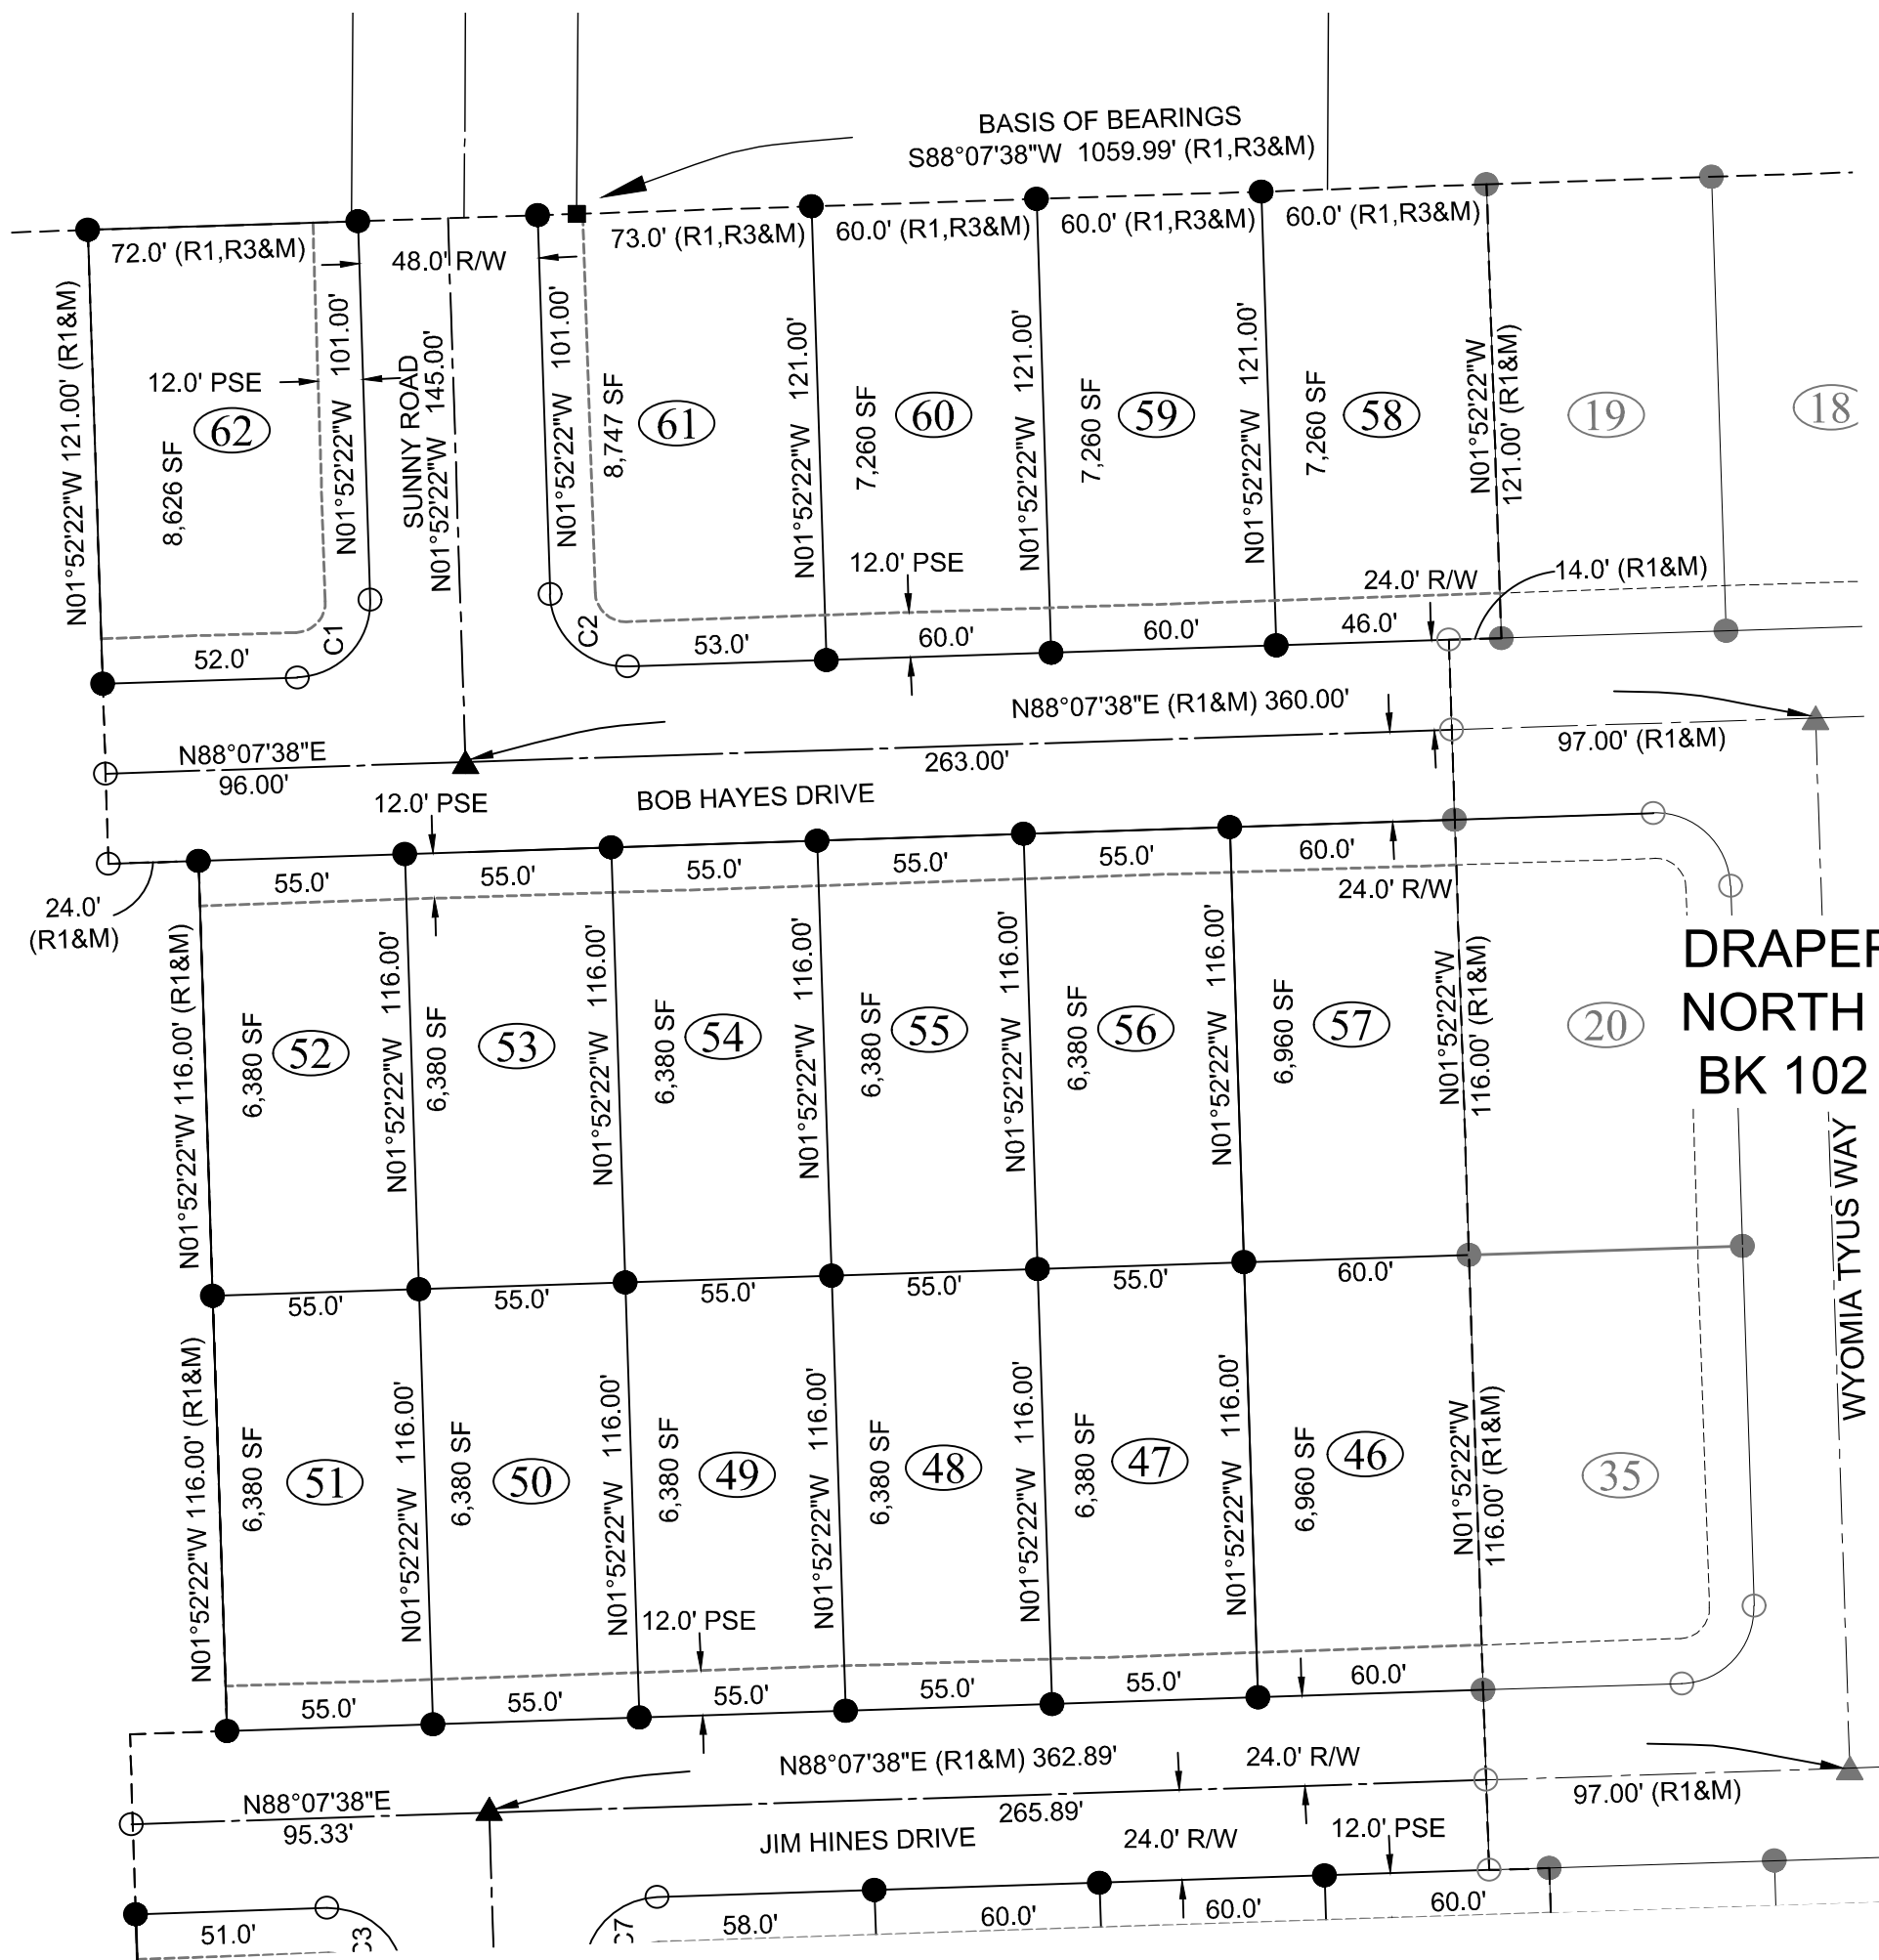 BASIS OF BEARINGS
S88°07'38"W 1059.99' (R1,R3&M)
72.0' (R1,R3&M)
48.0' R/W
73.0' (R1,R3&M)
60.0' (R1,R3&M)
60.0' (R1,R3&M)
60.0' (R1,R3&M)
N01°52'22"W 121.00' (R1&M)
12.0' PSE
62
8,626 SF
N01°52'22"W 101.00'
SUNNY ROAD
N01°52'22"W 145.00'
N01°52'22"W 101.00'
8,747 SF
61
N01°52'22"W 121.00'
7,260 SF
60
N01°52'22"W 121.00'
7,260 SF
59
N01°52'22"W 121.00'
7,260 SF
58
N01°52'22"W
121.00' (R1&M)
19
18
12.0' PSE
24.0' R/W
14.0' (R1&M)
52.0'
C1
C2
53.0'
60.0'
60.0'
46.0'
N88°07'38"E (R1&M) 360.00'
N88°07'38"E
96.00'
263.00'
97.00' (R1&M)
12.0' PSE
BOB HAYES DRIVE
24.0'
(R1&M)
55.0'
55.0'
55.0'
55.0'
55.0'
60.0'
24.0' R/W
N01°52'22"W 116.00' (R1&M)
6,380 SF
52
N01°52'22"W 116.00'
6,380 SF
53
N01°52'22"W 116.00'
6,380 SF
54
N01°52'22"W 116.00'
6,380 SF
55
N01°52'22"W 116.00'
6,380 SF
56
N01°52'22"W 116.00'
6,960 SF
57
N01°52'22"W
116.00' (R1&M)
20
DRAPER
NORTH
BK 102
WYOMIA TYUS WAY
55.0'
55.0'
55.0'
55.0'
55.0'
60.0'
N01°52'22"W 116.00' (R1&M)
6,380 SF
51
N01°52'22"W 116.00'
6,380 SF
50
N01°52'22"W 116.00'
6,380 SF
49
N01°52'22"W 116.00'
6,380 SF
48
N01°52'22"W 116.00'
6,380 SF
47
N01°52'22"W 116.00'
6,960 SF
46
N01°52'22"W
116.00' (R1&M)
35
12.0' PSE
55.0'
55.0'
55.0'
55.0'
55.0'
60.0'
N88°07'38"E (R1&M) 362.89'
24.0' R/W
N88°07'38"E
95.33'
265.89'
97.00' (R1&M)
JIM HINES DRIVE
24.0' R/W
12.0' PSE
51.0'
C3
C7
58.0'
60.0'
60.0'
60.0'